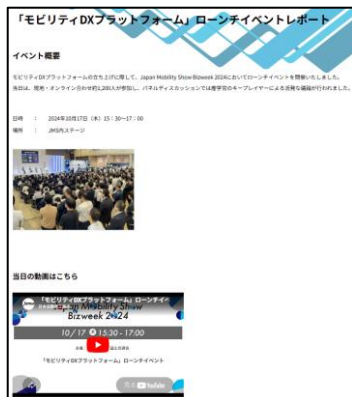 「モビリティDXプラットフォーム」ローンチイベントレポート
イベント概要
モビリティDXプラットフォームの立ち上げに際して、Japan Mobility Show Bizweek 2024においてローンチイベントを開催いたしました。
当日は、現地・オンライン合わせ約1,200人が参加し、パネルディスカッションでは産学官のキープレイヤーによる活発な議論が行われました。
日時 : 2024年10月17日（木）15：30～17：00
場所 : JMS内ステージ
当日の動画はこちら
「モビリティDXプラットフォーム」ローンチイベ
Japan Mobility Show
Bizweek 2024
10/17 15:30 - 17:00
「モビリティDXプラットフォーム」ローンチイベント
見る YouTube